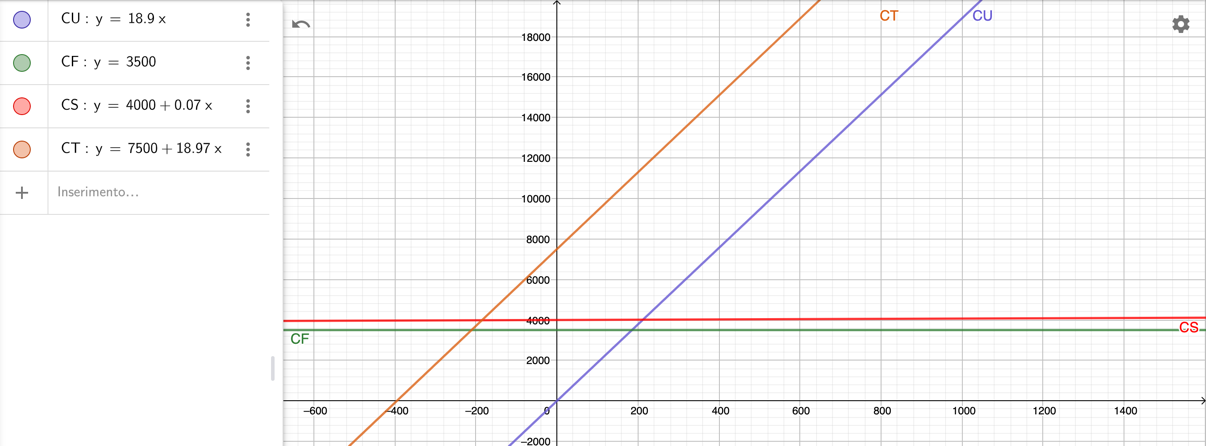 CU : y = 18.9 x
CF : y = 3500
CS : y = 4000 + 0.07 x
CT : y = 7500 + 18.97 x
Inserimento…
CT
CU
18000
16000
14000
12000
10000
8000
6000
4000
CS
CF
2000
−600
−400
−200
0
200
400
600
800
1000
1200
1400
−2000